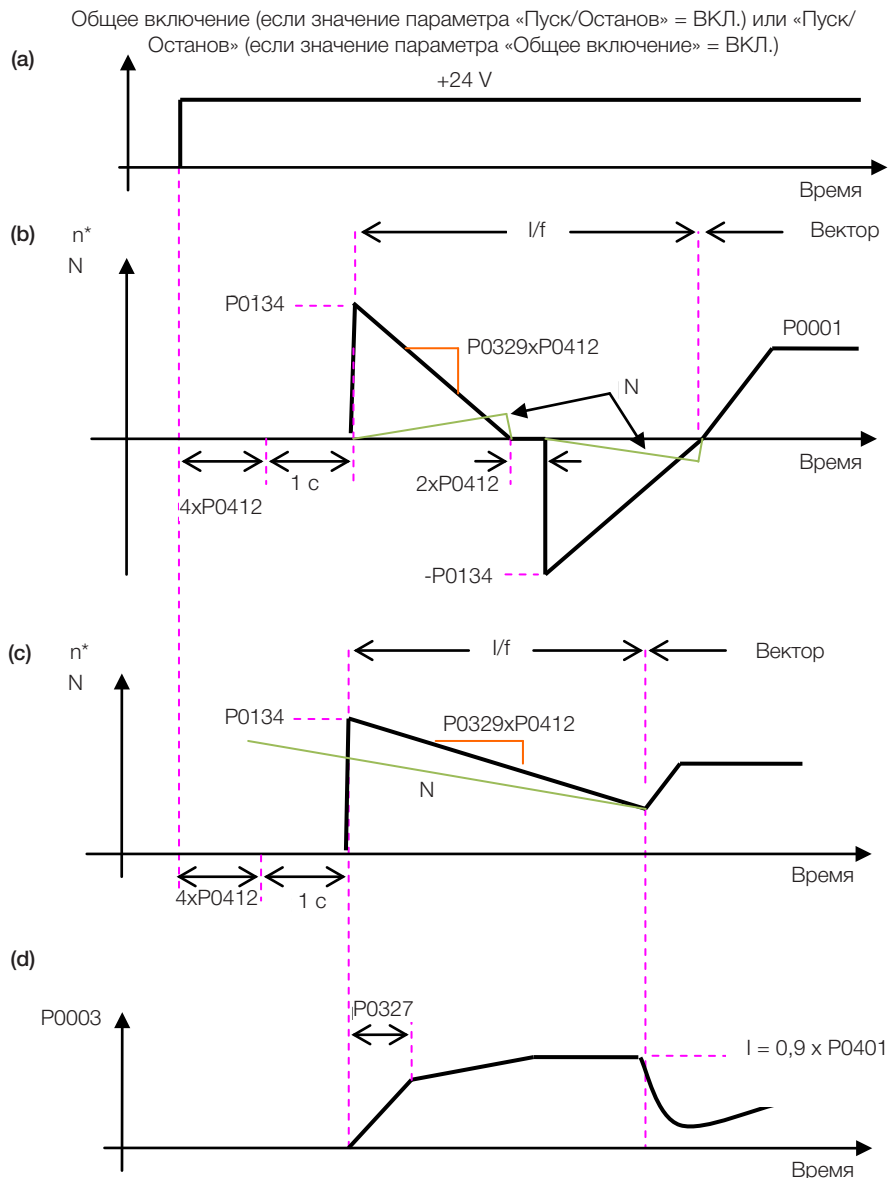 Общее включение (если значение параметра «Пуск/Останов» = ВКЛ.) или «Пуск/
Останов» (если значение параметра «Общее включение» = ВКЛ.)
(a)
+24 V
Время
(b)
n*
N
I/f
Вектор
P0134
P0329xP0412
N
P0001
Время
4xP0412
1 с
2xP0412
-P0134
(c)
n*
N
I/f
Вектор
P0134
P0329xP0412
N
Время
4xP0412
1 с
(d)
P0003
P0327
I = 0,9 x P0401
Время